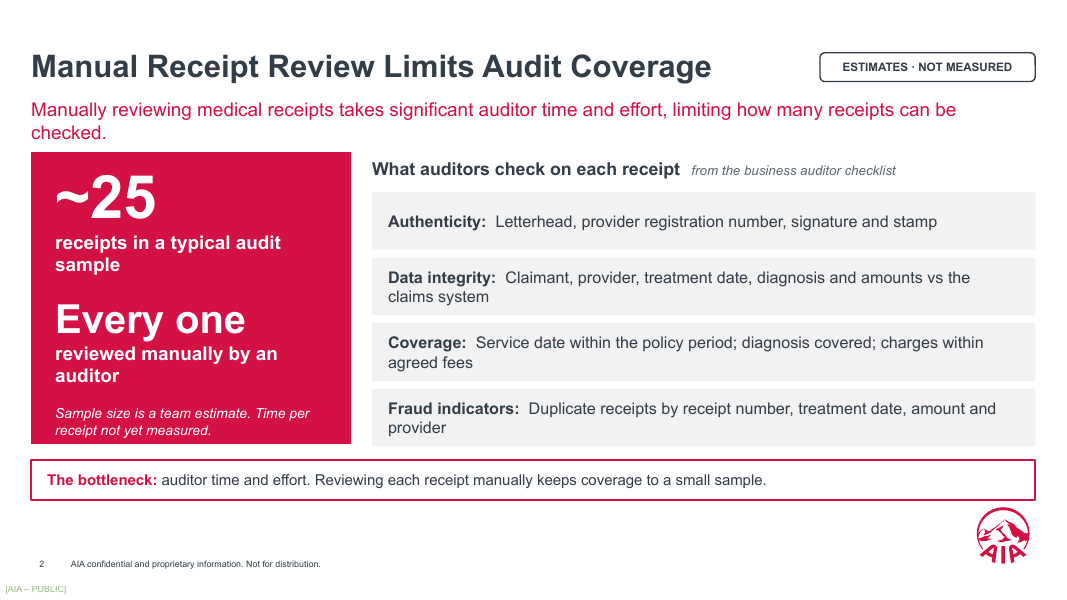 Manual Receipt Review Limits Audit Coverage
ESTIMATES · NOT MEASURED
Manually reviewing medical receipts takes significant auditor time and effort, limiting how many receipts can be
checked.
~25
receipts in a typical audit
sample
Every one
reviewed manually by an
auditor
Sample size is a team estimate. Time per
receipt not yet measured.
What auditors check on each receipt from the business auditor checklist
Authenticity: Letterhead, provider registration number, signature and stamp
Data integrity: Claimant, provider, treatment date, diagnosis and amounts vs the
claims system
Coverage: Service date within the policy period; diagnosis covered; charges within
agreed fees
Fraud indicators: Duplicate receipts by receipt number, treatment date, amount and
provider
The bottleneck: auditor time and effort. Reviewing each receipt manually keeps coverage to a small sample.
AIA
2 AIA confidential and proprietary information. Not for distribution.
[AIA – PUBLIC]